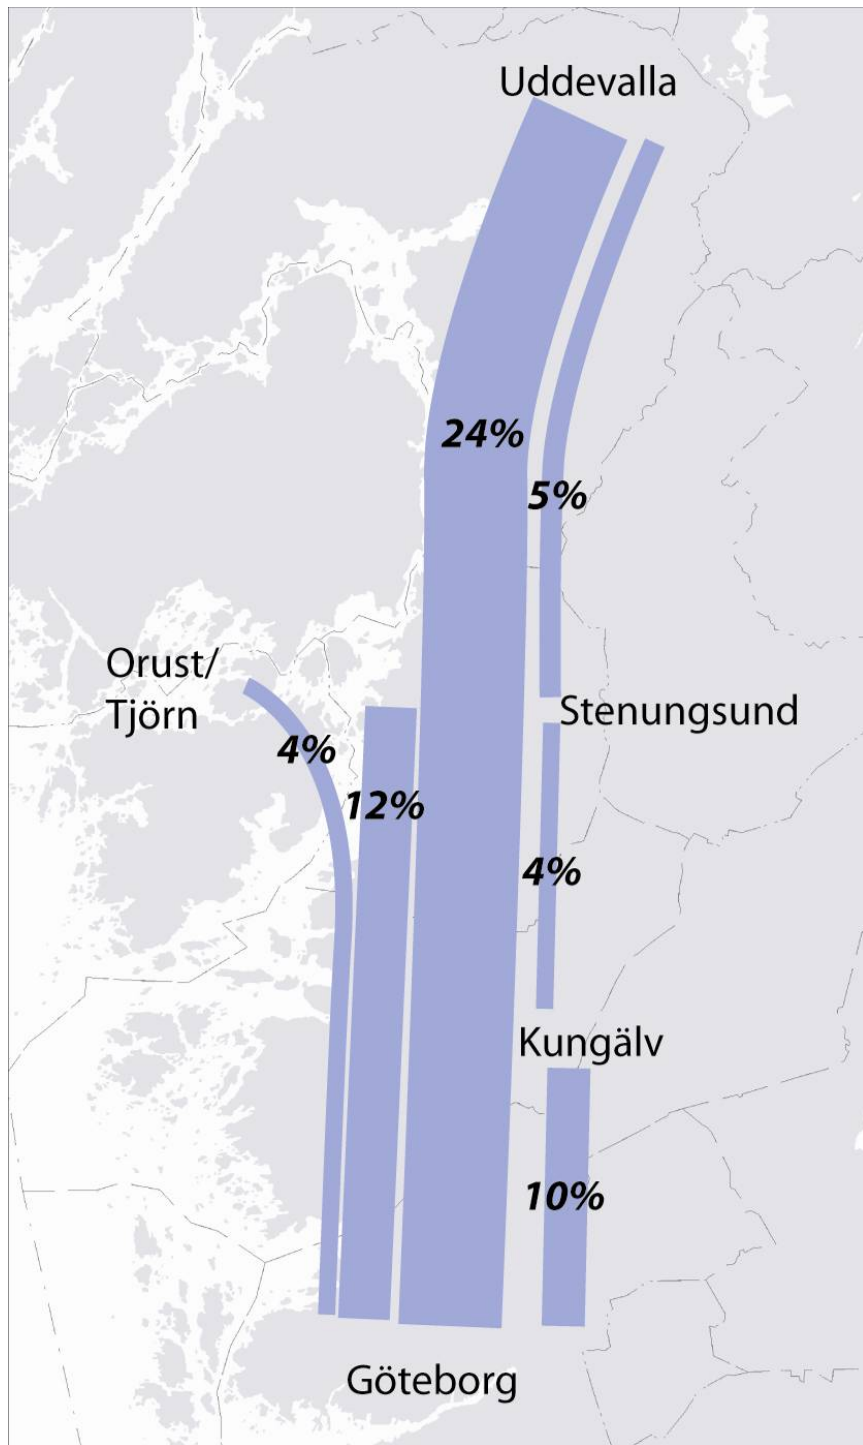 Uddevalla
24%
5%
Orust/
Tjörn
Stenungsund
4%
12%
4%
Kungälv
10%
Göteborg